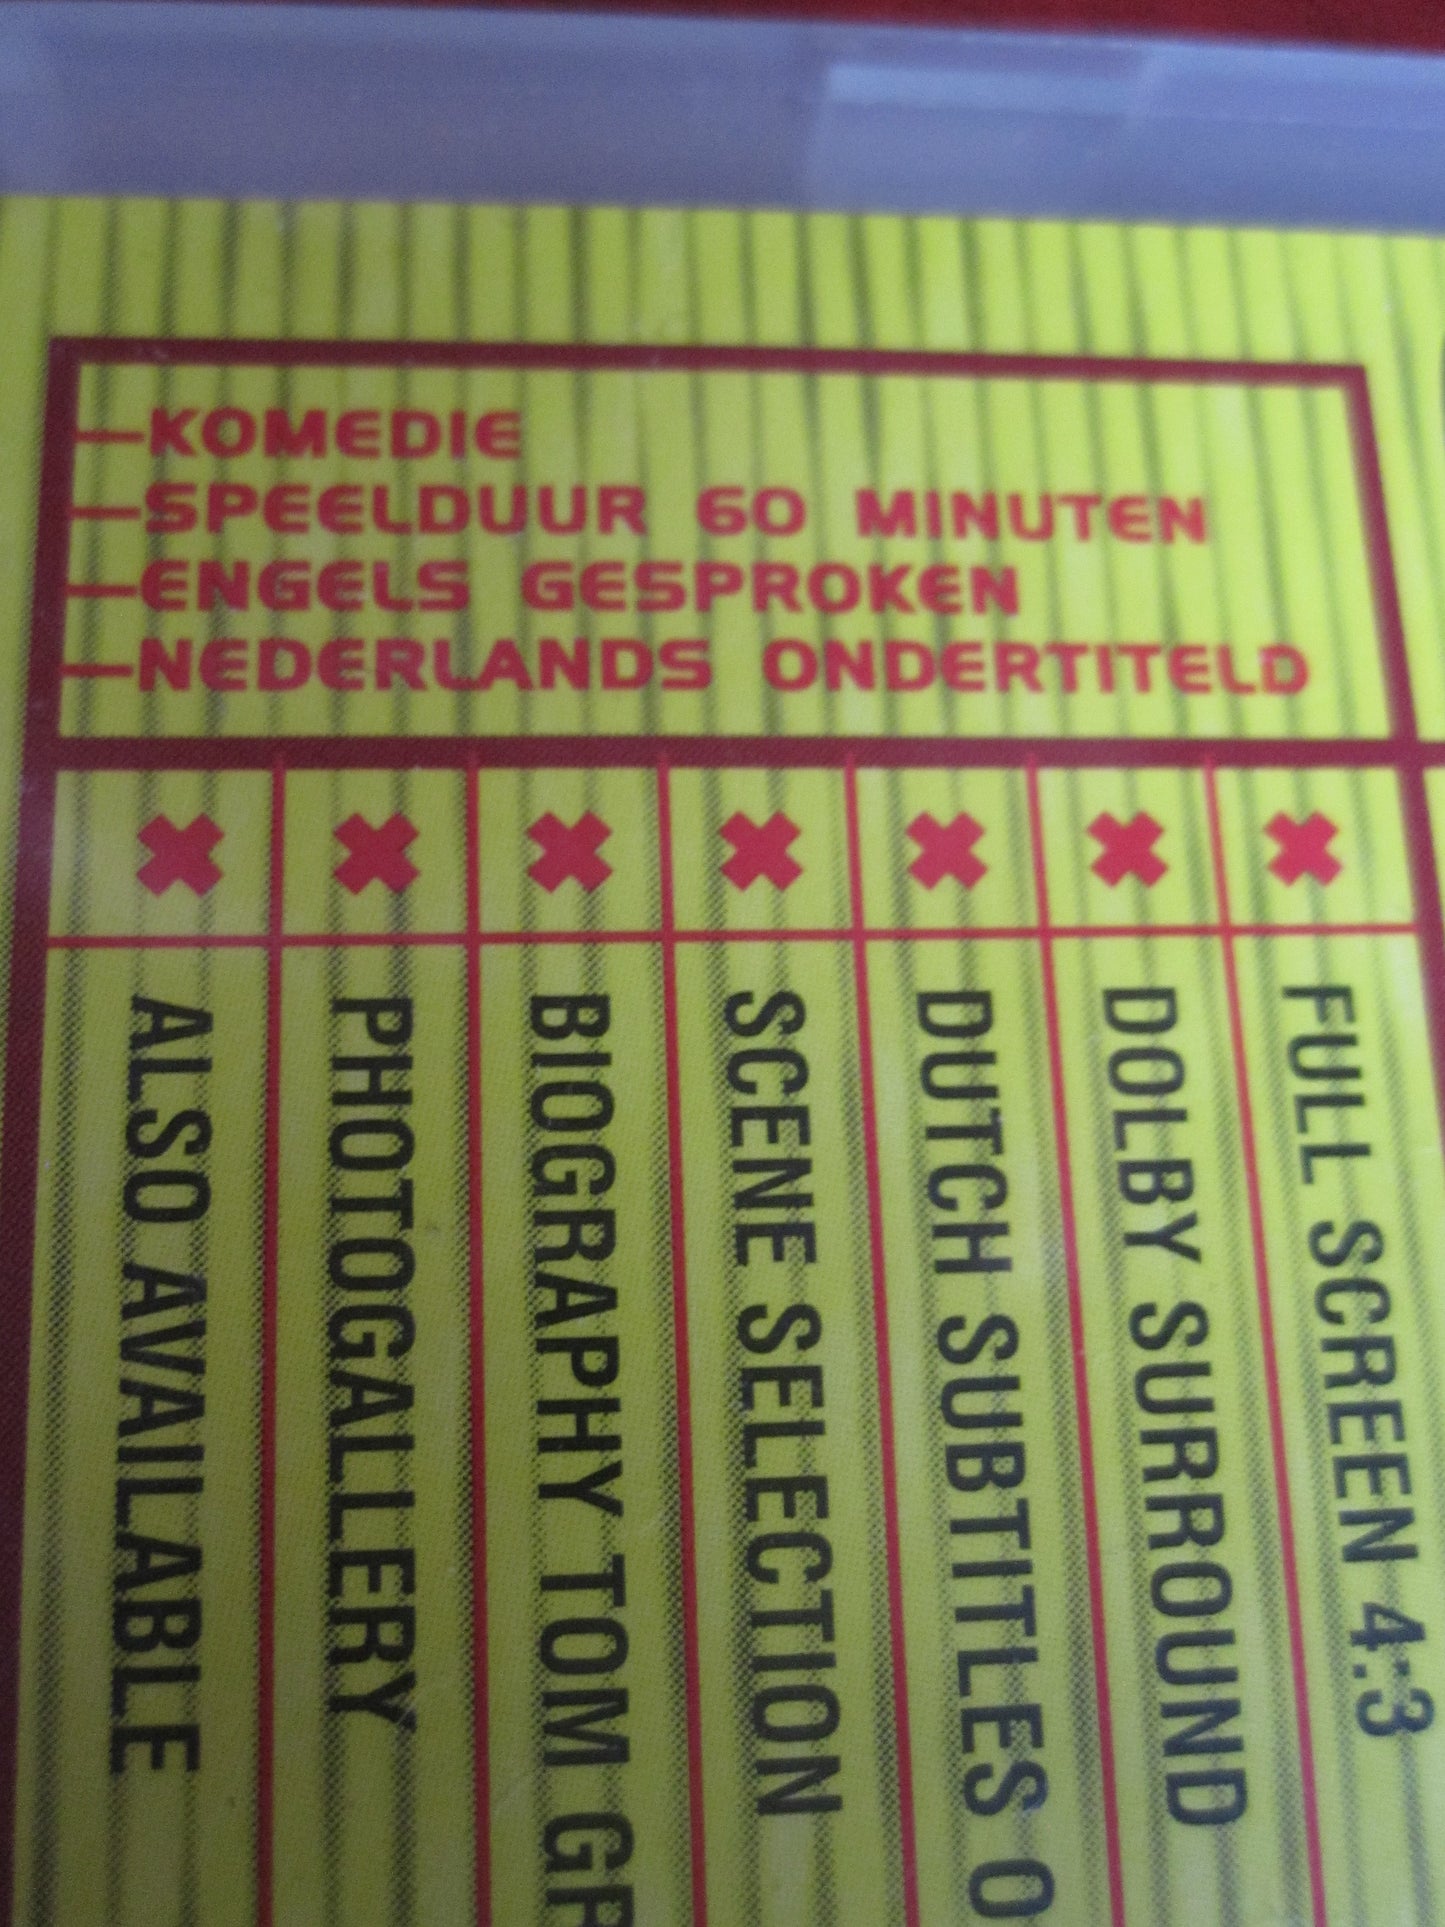 KOMEDIE
SPEELDUUR 60 MINUTEN
ENGELS GESPROKEN
NEDERLANDS ONDERTITELD
FULL SCREEN 4:3
DOLBY SURROUND
DUTCH SUBTITLES O
SCENE SELECTION
BIOGRAPHY TOM GR
PHOTOGALLERY
ALSO AVAILABLE